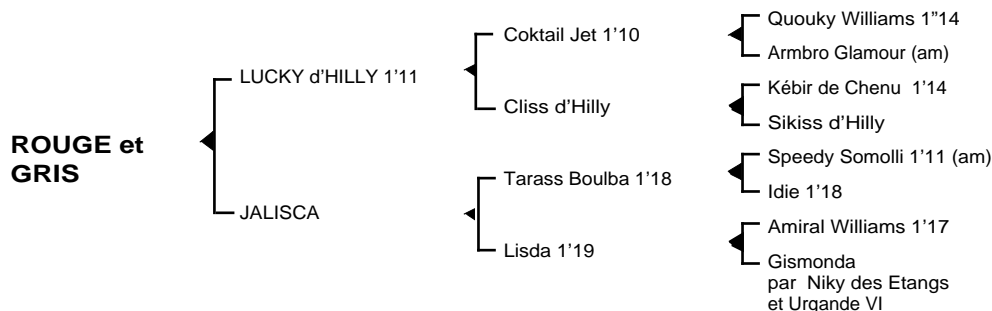 Quouky Williams 1"14
Coktail Jet 1'10
Armbro Glamour (am)
LUCKY d'HILLY 1'11
Kébir de Chenu 1'14
Cliss d'Hilly
Sikiss d'Hilly
ROUGE et
GRIS
Speedy Somolli 1'11 (am)
Tarass Boulba 1'18
Idie 1'18
JALISCA
Amiral Williams 1'17
Lisda 1'19
Gismonda
par Niky des Etangs
et Urgande VI